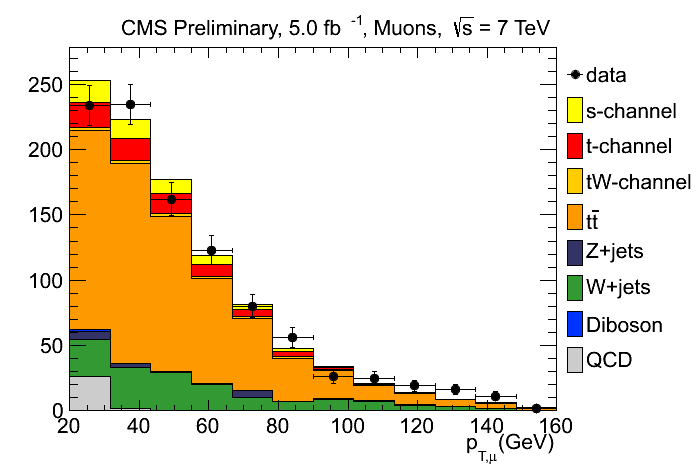 CMS Preliminary, 5.0 fb⁻¹, Muons, √s = 7 TeV
250
200
150
100
50
0
20 40 60 80 100 120 140 160
p_T,μ(GeV)
data
s-channel
t-channel
tW-channel
tt̄
Z+jets
W+jets
Diboson
QCD